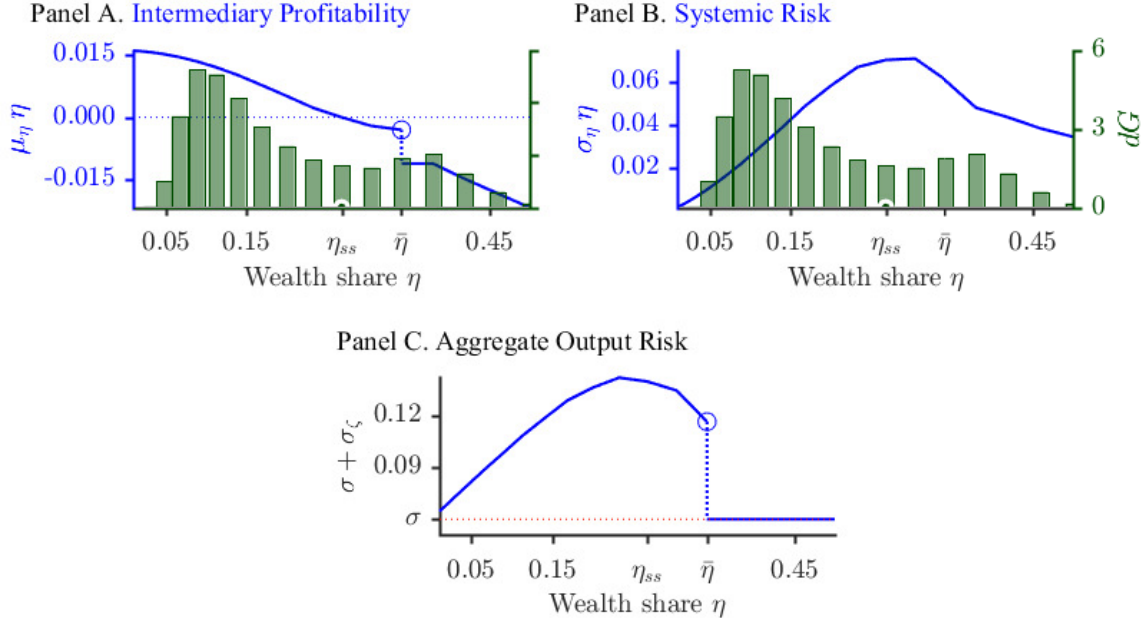 Panel A. Intermediary Profitability
0.015
0.000
-0.015
μη η
0.05 0.15 ηss η̄ 0.45
Wealth share η
Panel B. Systemic Risk
0.06
0.04
0.02
ση η
6
3
0
dG
0.05 0.15 ηss η̄ 0.45
Wealth share η
Panel C. Aggregate Output Risk
0.12
0.09
σ
σ + σζ
0.05 0.15 ηss η̄ 0.45
Wealth share η